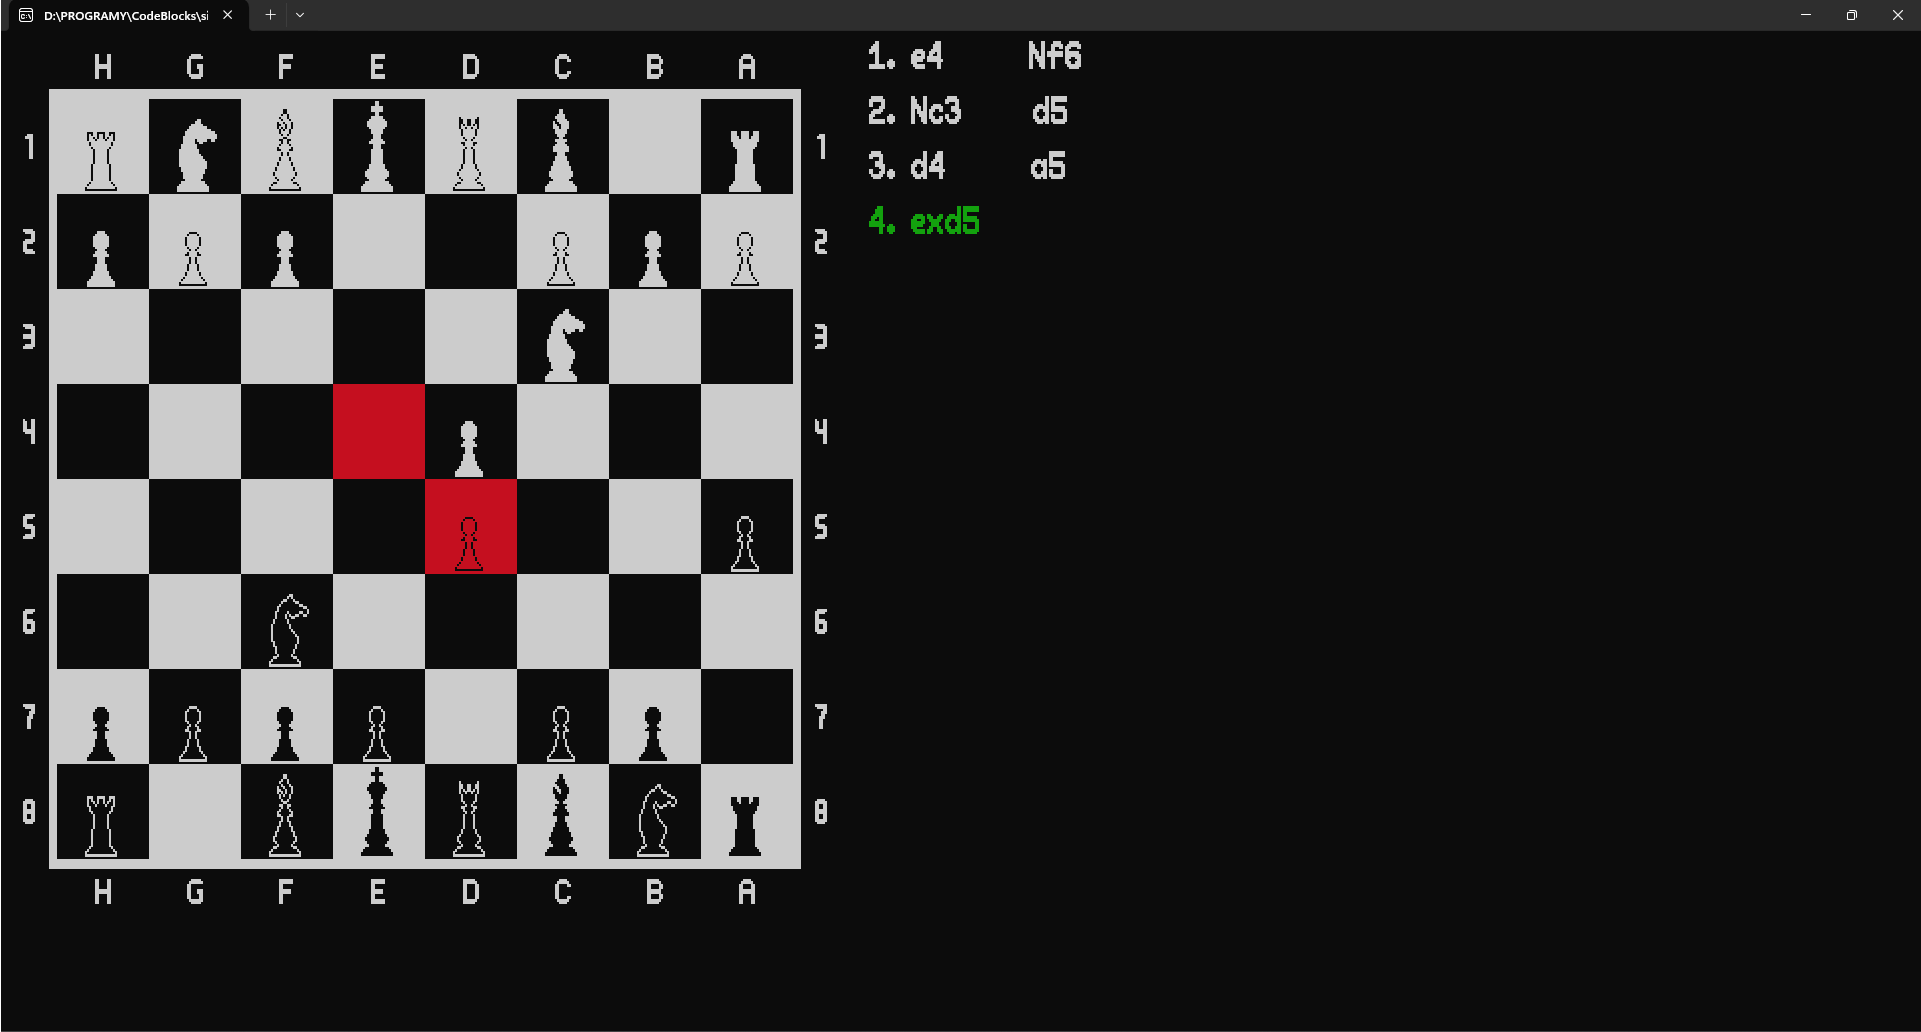 D:\PROGRAMY\CodeBlocks\si
H G F E D C B A
1. e4 Nf6
2. Nc3 d5
3. d4 a5
4. exd5
1 1
2 2
3 3
4 4
5 5
6 6
7 7
8 8
H G F E D C B A